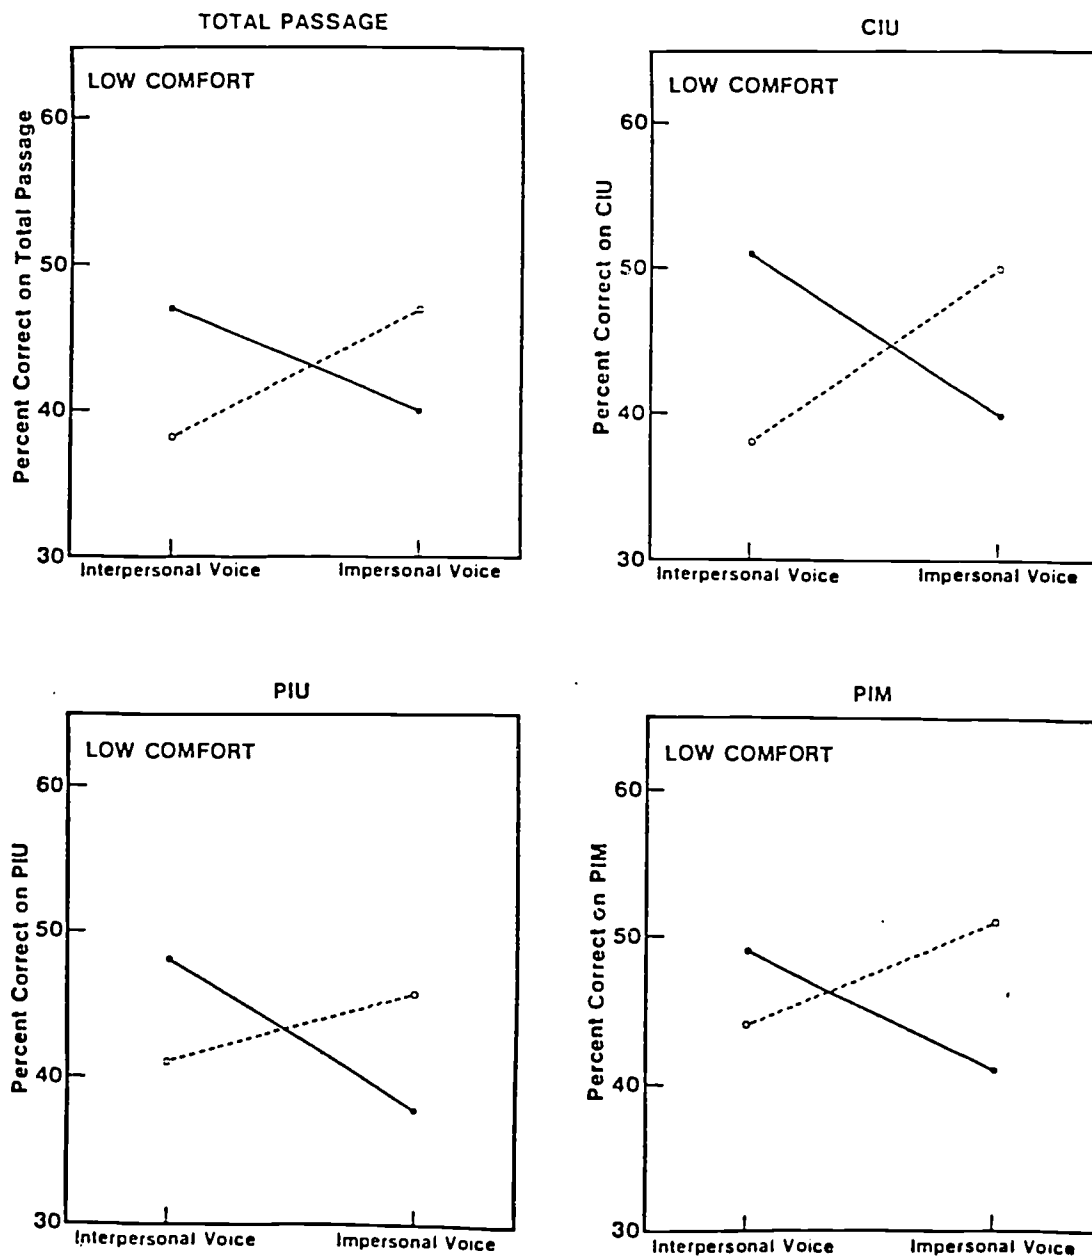 TOTAL PASSAGE
LOW COMFORT
Percent Correct on Total Passage
60
50
40
30
Interpersonal Voice
Impersonal Voice
CIU
LOW COMFORT
Percent Correct on CIU
60
50
40
30
Interpersonal Voice
Impersonal Voice
PIU
LOW COMFORT
Percent Correct on PIU
60
50
40
30
Interpersonal Voice
Impersonal Voice
PIM
LOW COMFORT
Percent Correct on PIM
60
50
40
30
Interpersonal Voice
Impersonal Voice